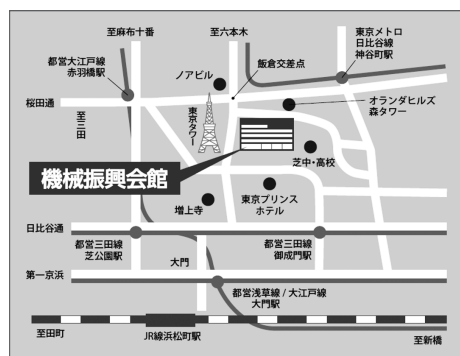 至麻布十番
至六本木
東京メトロ
日比谷線
神谷町駅
都営大江戸線
赤羽橋駅
ノアビル
飯倉交差点
桜田通
至三田
東京タワー
オランダヒルズ
森タワー
芝中・高校
機械振興会館
増上寺
東京プリンス
ホテル
日比谷通
都営三田線
芝公園駅
大門
都営三田線
御成門駅
第一京浜
都営浅草線/大江戸線
大門駅
至田町
JR線浜松町駅
至新橋